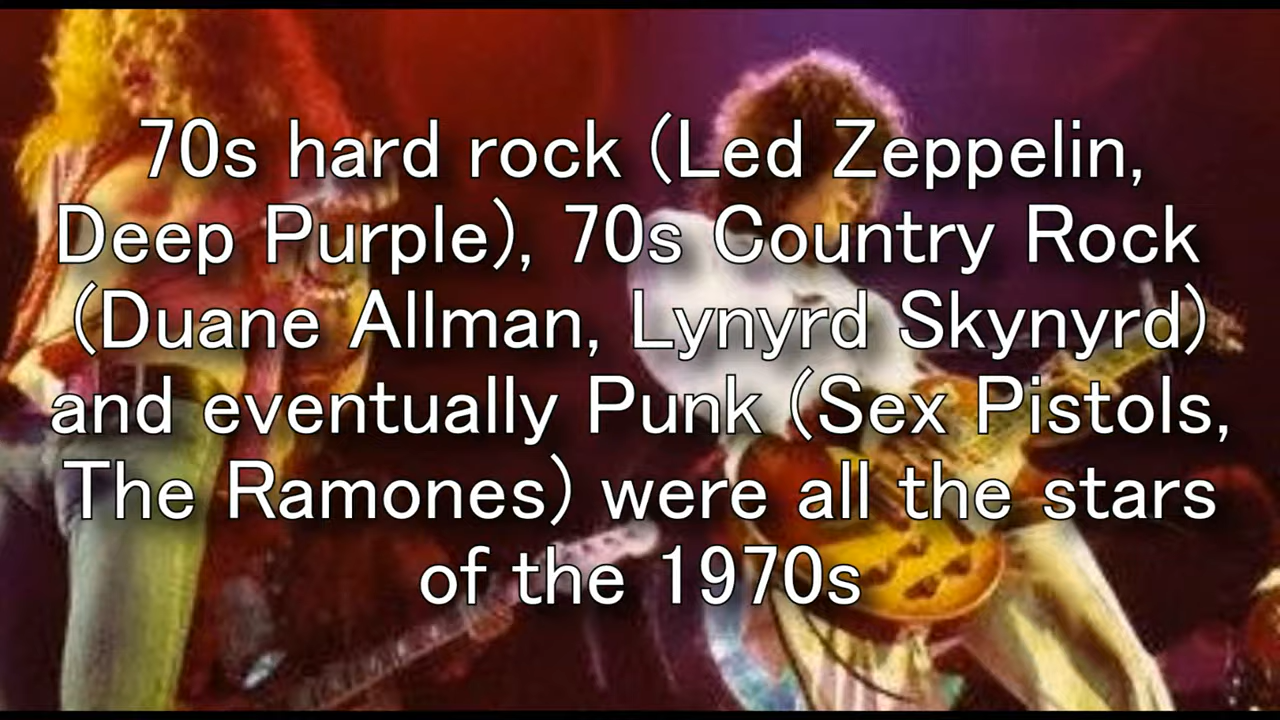 70s hard rock (Led Zeppelin,
Deep Purple), 70s Country Rock
(Duane Allman, Lynyrd Skynyrd)
and eventually Punk (Sex Pistols,
The Ramones) were all the stars
of the 1970s